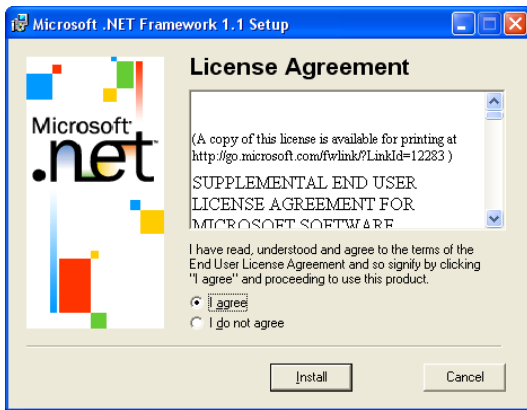 Microsoft .NET Framework 1.1 Setup
Microsoft
.net
License Agreement
(A copy of this license is available for printing at
http://go.microsoft.com/fwlink/?LinkId=12283 )
SUPPLEMENTAL END USER
LICENSE AGREEMENT FOR
MICROSOFT SOFTWARE
I have read, understood and agree to the terms of the
End User License Agreement and so signify by clicking
"I agree" and proceeding to use this product.
I agree
I do not agree
Install
Cancel